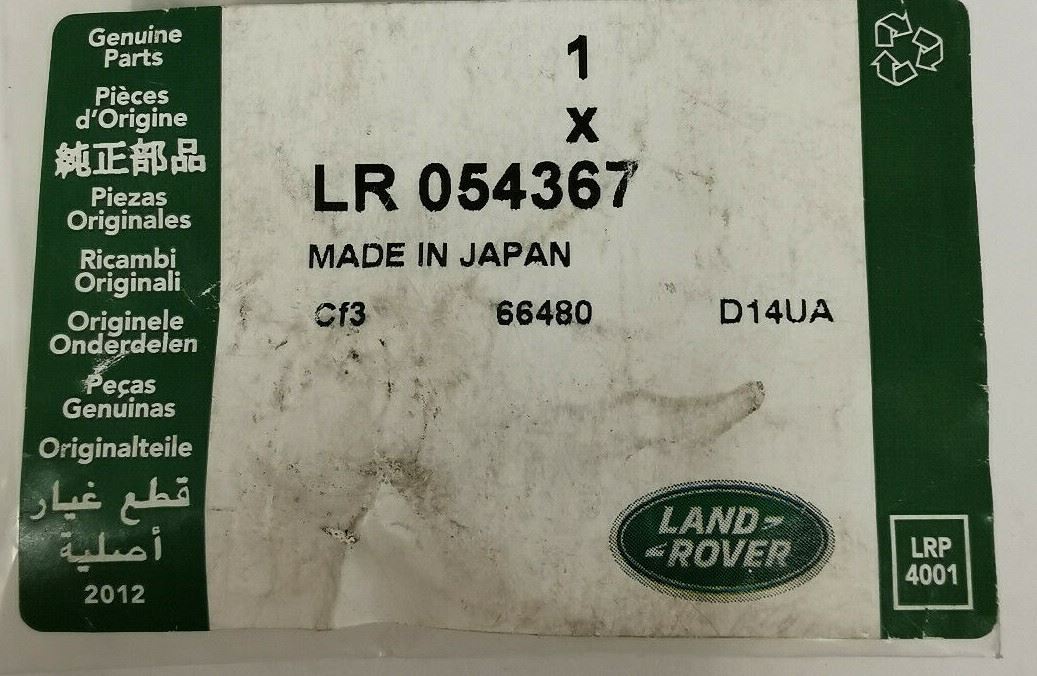 Genuine
Parts
Pièces
d'Origine
純正部品
Piezas
Originales
Ricambi
Originali
Originele
Onderdelen
Peças
Genuinas
Originalteile
قطع غيار
أصلية
2012
1
X
LR 054367
MADE IN JAPAN
Cf3 66480 D14UA
LAND-
-ROVER
LRP
4001